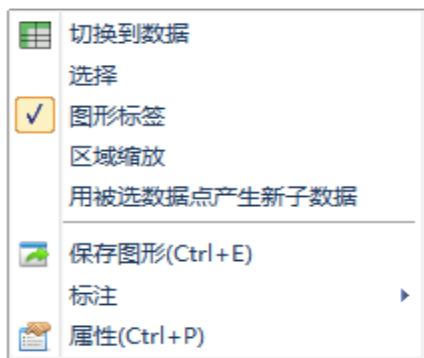 切换到数据
选择
图形标签
区域缩放
用被选数据点产生新子数据
保存图形(Ctrl+E)
标注
属性(Ctrl+P)